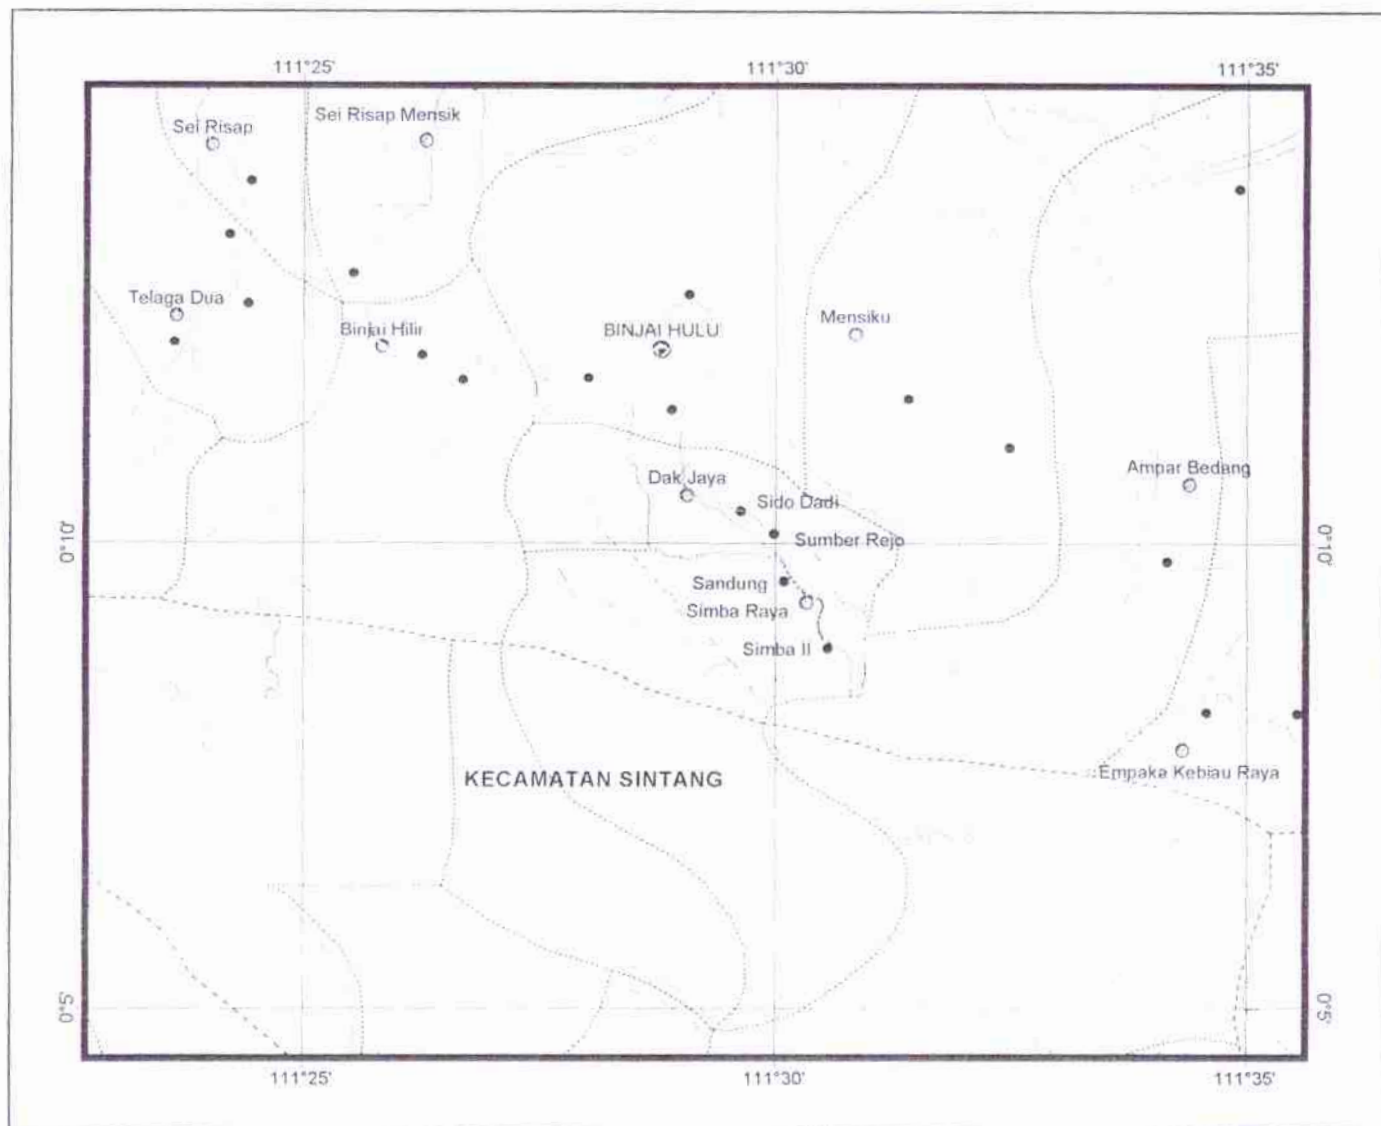 111°25' 111°30' 111°35'
Sei Risap
Sei Risap Mensik
Telaga Dua
Binjai Hilir
BINJAI HULU
Mensiku
Ampar Bedang
Dak Jaya
Sido Dadi
0°10'
Sumber Rejo
0°10'
Sandung
Simba Raya
Simba II
KECAMATAN SINTANG
Empaka Kebiau Raya
0°5'
0°5'
111°25' 111°30' 111°35'